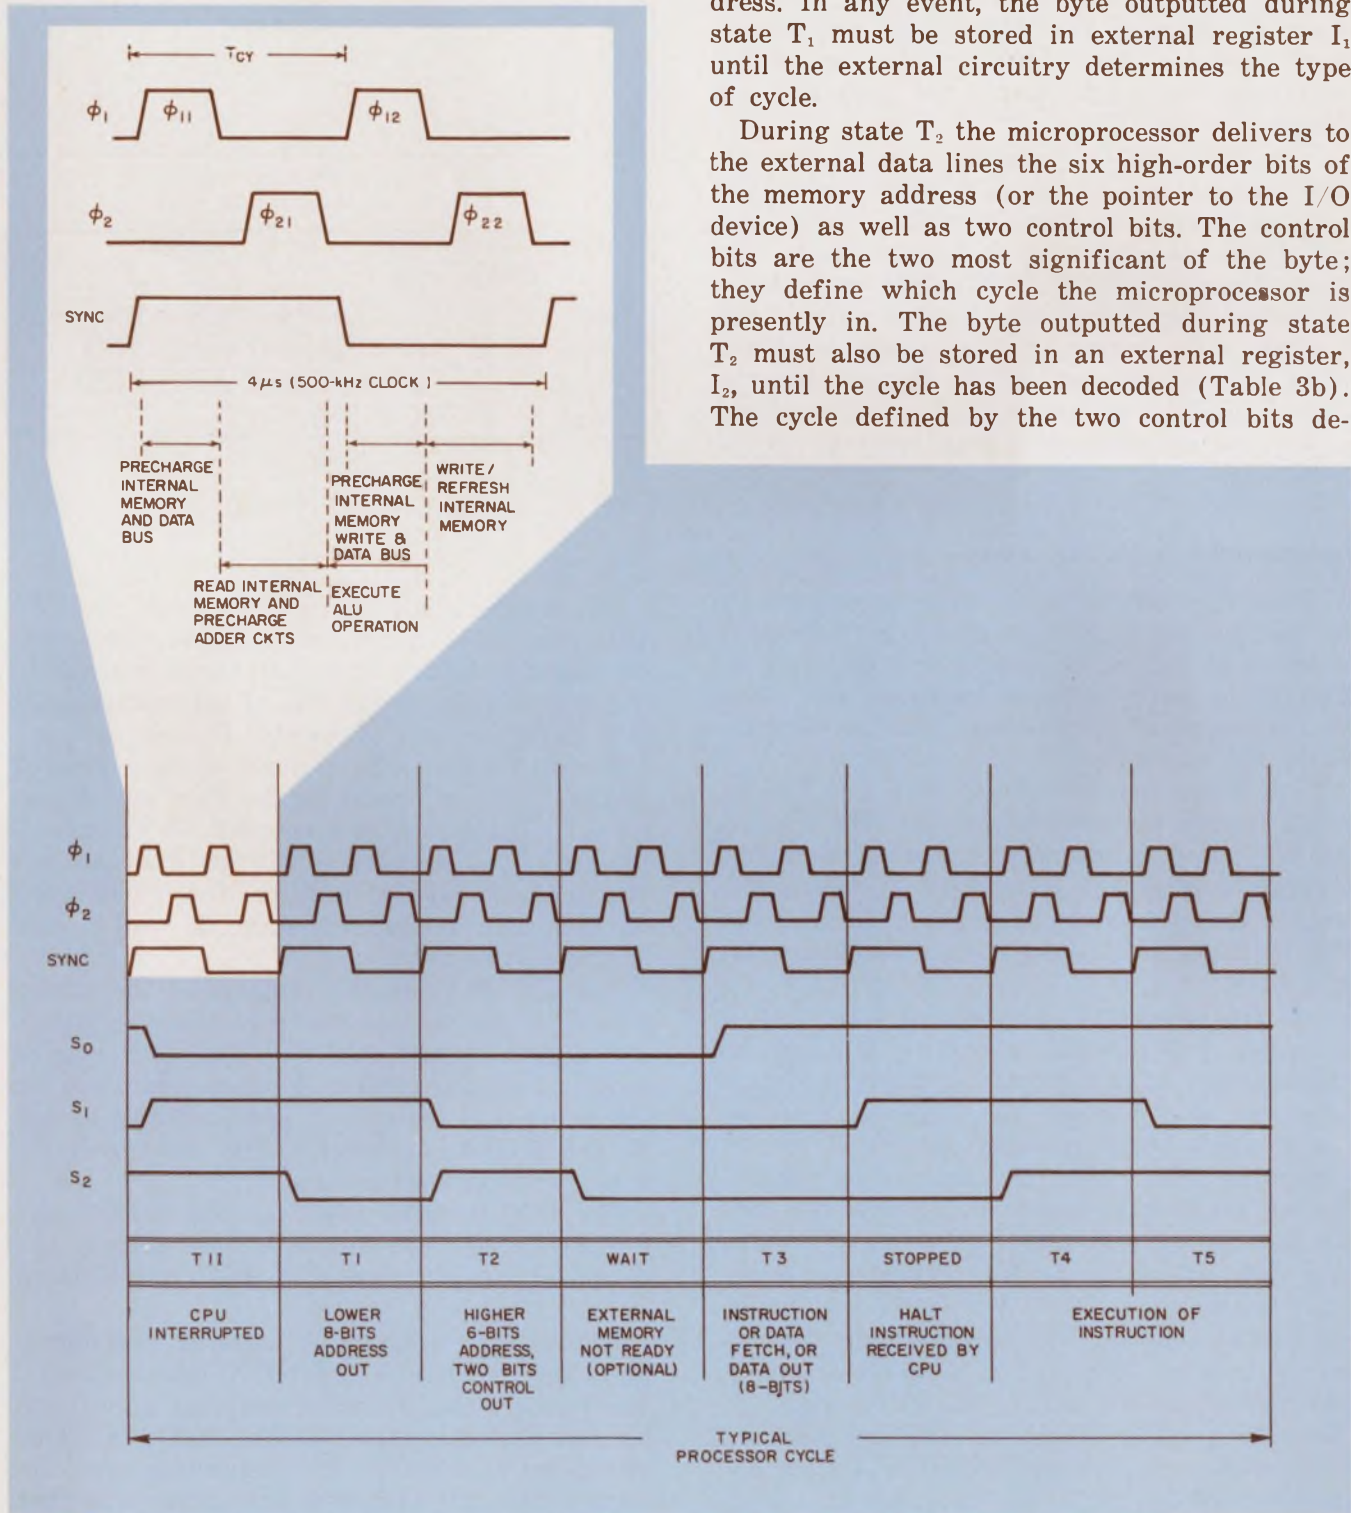 dress. In any event, the byte outputted during
state T₁ must be stored in external register I₁
until the external circuitry determines the type
of cycle.
During state T₂ the microprocessor delivers to
the external data lines the six high-order bits of
the memory address (or the pointer to the I/O
device) as well as two control bits. The control
bits are the two most significant of the byte;
they define which cycle the microprocessor is
presently in. The byte outputted during state
T₂ must also be stored in an external register,
I₂, until the cycle has been decoded (Table 3b).
The cycle defined by the two control bits de-
TCY
ϕ₁
ϕ₁₁
ϕ₁₂
ϕ₂
ϕ₂₁
ϕ₂₂
SYNC
4μs (500-kHz CLOCK)
PRECHARGE
INTERNAL
MEMORY
AND DATA
BUS
PRECHARGE
INTERNAL
MEMORY
WRITE &
DATA BUS
WRITE/
REFRESH
INTERNAL
MEMORY
READ INTERNAL
MEMORY AND
PRECHARGE
ADDER CKTS
EXECUTE
ALU
OPERATION
ϕ₁
ϕ₂
SYNC
S₀
S₁
S₂
T1I
T1
T2
WAIT
T3
STOPPED
T4
T5
CPU
INTERRUPTED
LOWER
8-BITS
ADDRESS
OUT
HIGHER
6-BITS
ADDRESS,
TWO BITS
CONTROL
OUT
EXTERNAL
MEMORY
NOT READY
(OPTIONAL)
INSTRUCTION
OR DATA
FETCH, OR
DATA OUT
(8-BITS)
HALT
INSTRUCTION
RECEIVED BY
CPU
EXECUTION OF
INSTRUCTION
TYPICAL
PROCESSOR CYCLE